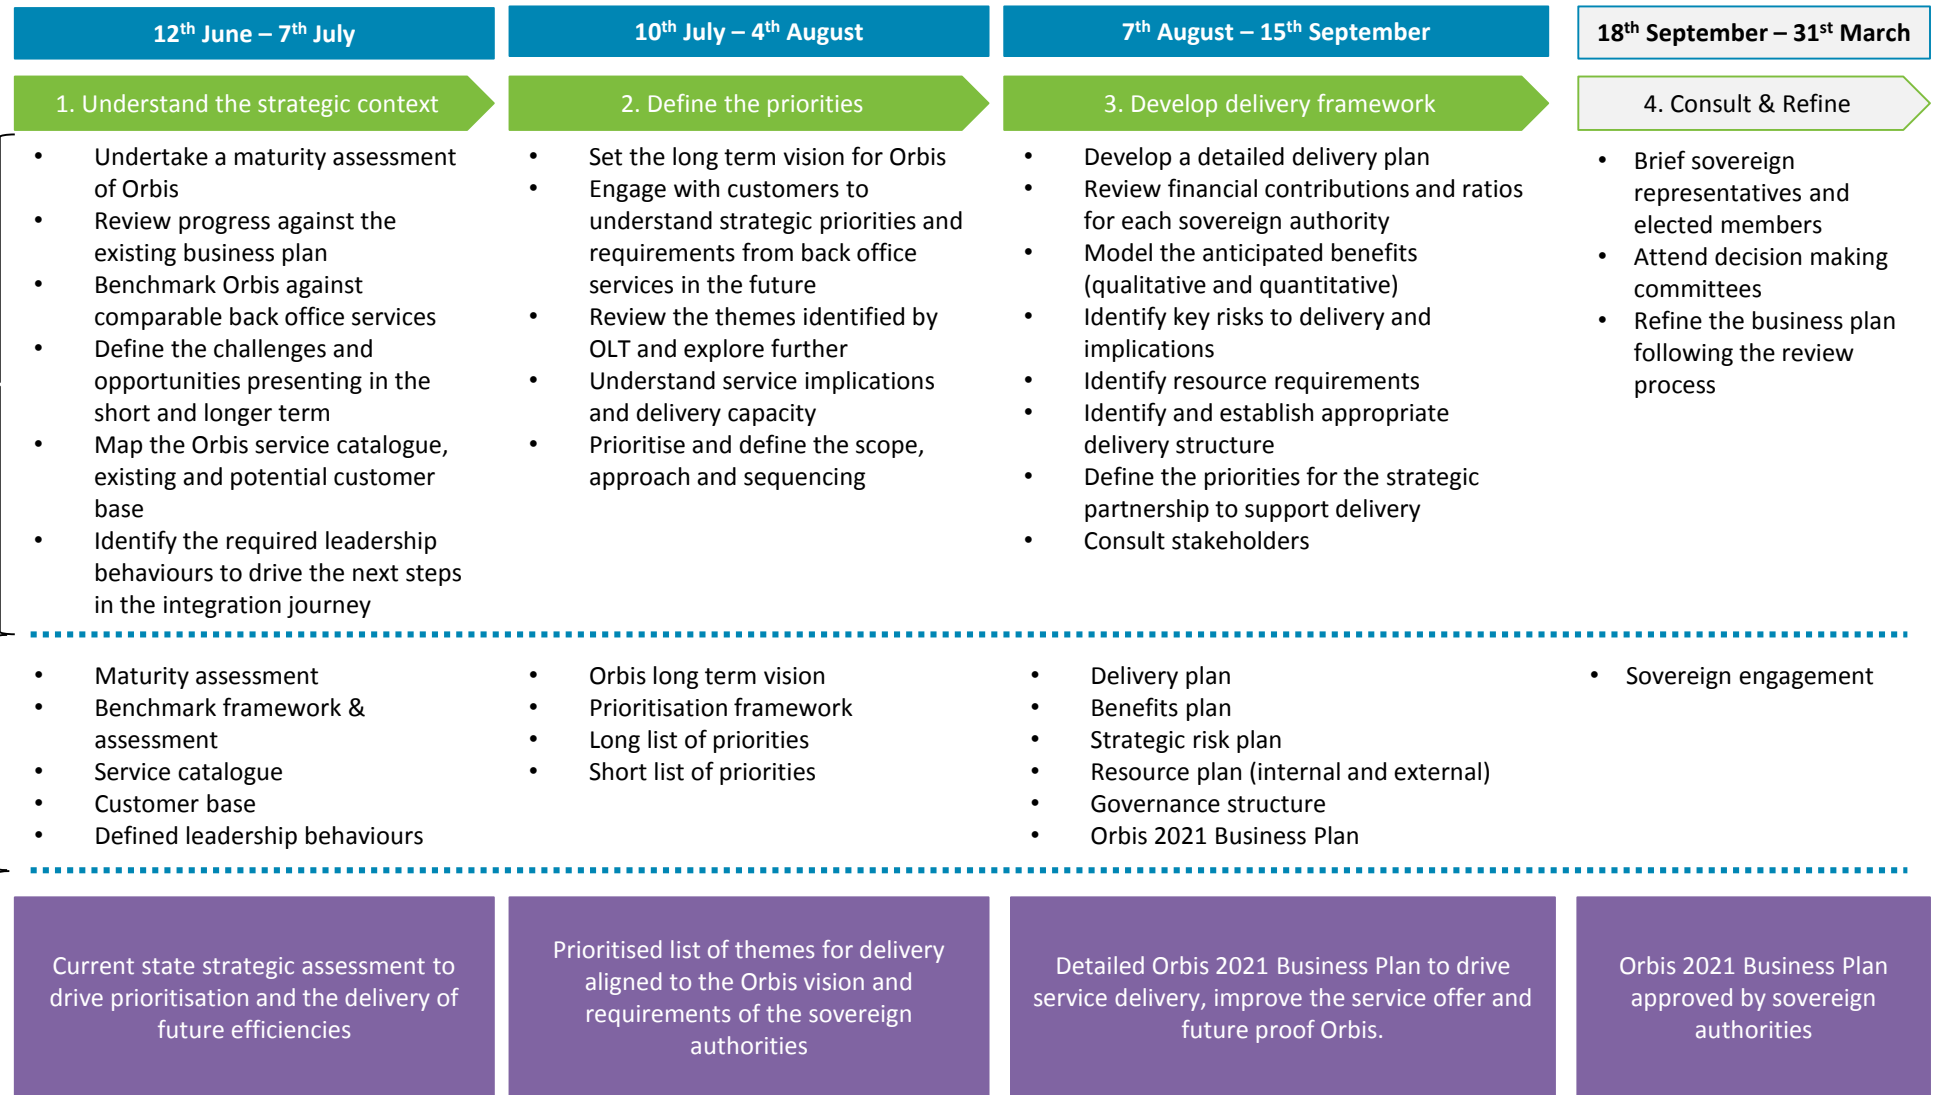 12th June – 7th July
10th July – 4th August
7th August – 15th September
18th September – 31st March
1. Understand the strategic context
2. Define the priorities
3. Develop delivery framework
4. Consult & Refine
• Undertake a maturity assessment
of Orbis
• Review progress against the
existing business plan
• Benchmark Orbis against
comparable back office services
• Define the challenges and
opportunities presenting in the
short and longer term
• Map the Orbis service catalogue,
existing and potential customer
base
• Identify the required leadership
behaviours to drive the next steps
in the integration journey
• Set the long term vision for Orbis
• Engage with customers to
understand strategic priorities and
requirements from back office
services in the future
• Review the themes identified by
OLT and explore further
• Understand service implications
and delivery capacity
• Prioritise and define the scope,
approach and sequencing
• Develop a detailed delivery plan
• Review financial contributions and ratios
for each sovereign authority
• Model the anticipated benefits
(qualitative and quantitative)
• Identify key risks to delivery and
implications
• Identify resource requirements
• Identify and establish appropriate
delivery structure
• Define the priorities for the strategic
partnership to support delivery
• Consult stakeholders
• Brief sovereign
representatives and
elected members
• Attend decision making
committees
• Refine the business plan
following the review
process
• Maturity assessment
• Benchmark framework &
assessment
• Service catalogue
• Customer base
• Defined leadership behaviours
• Orbis long term vision
• Prioritisation framework
• Long list of priorities
• Short list of priorities
• Delivery plan
• Benefits plan
• Strategic risk plan
• Resource plan (internal and external)
• Governance structure
• Orbis 2021 Business Plan
• Sovereign engagement
Current state strategic assessment to
drive prioritisation and the delivery of
future efficiencies
Prioritised list of themes for delivery
aligned to the Orbis vision and
requirements of the sovereign
authorities
Detailed Orbis 2021 Business Plan to drive
service delivery, improve the service offer and
future proof Orbis.
Orbis 2021 Business Plan
approved by sovereign
authorities